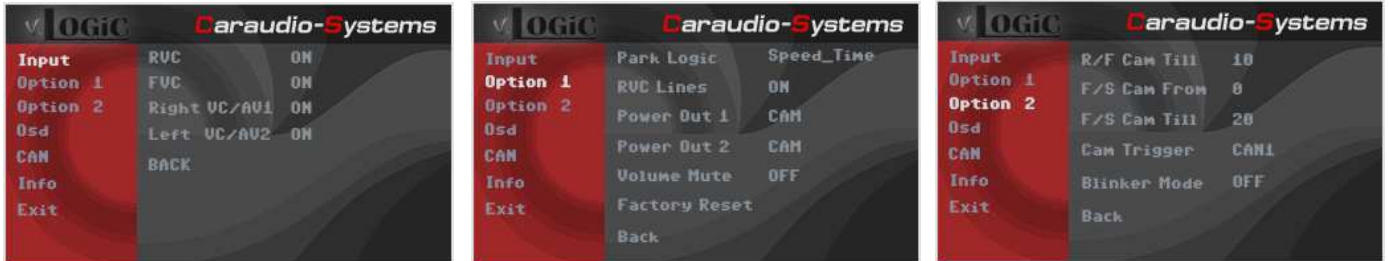 v.LOGiC Caraudio-Systems
Input RVC ON
Option 1 FVC ON
Option 2 Right VC/AV1 ON
Osd Left VC/AV2 ON
CAN BACK
Info
Exit
v.LOGiC Caraudio-Systems
Input Park Logic Speed_Time
Option 1 RVC Lines ON
Option 2 Power Out 1 CAM
Osd Power Out 2 CAM
CAN Volume Mute OFF
Info Factory Reset
Exit Back
v.LOGiC Caraudio-Systems
Input R/F Cam Till 10
Option 1 F/S Cam From 0
Option 2 F/S Cam Till 20
Osd Cam Trigger CAN1
CAN Blinker Mode OFF
Info Back
Exit